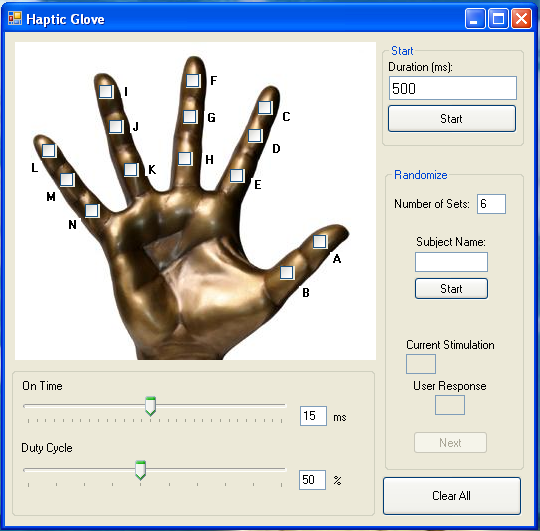 Haptic Glove
Start
Duration (ms):
500
Start
F
I
G
C
J
D
L
H
K
M
E
N
A
B
Randomize
Number of Sets: 6
Subject Name:
Start
Current Stimulation
User Response
Next
Clear All
On Time
15 ms
Duty Cycle
50 %